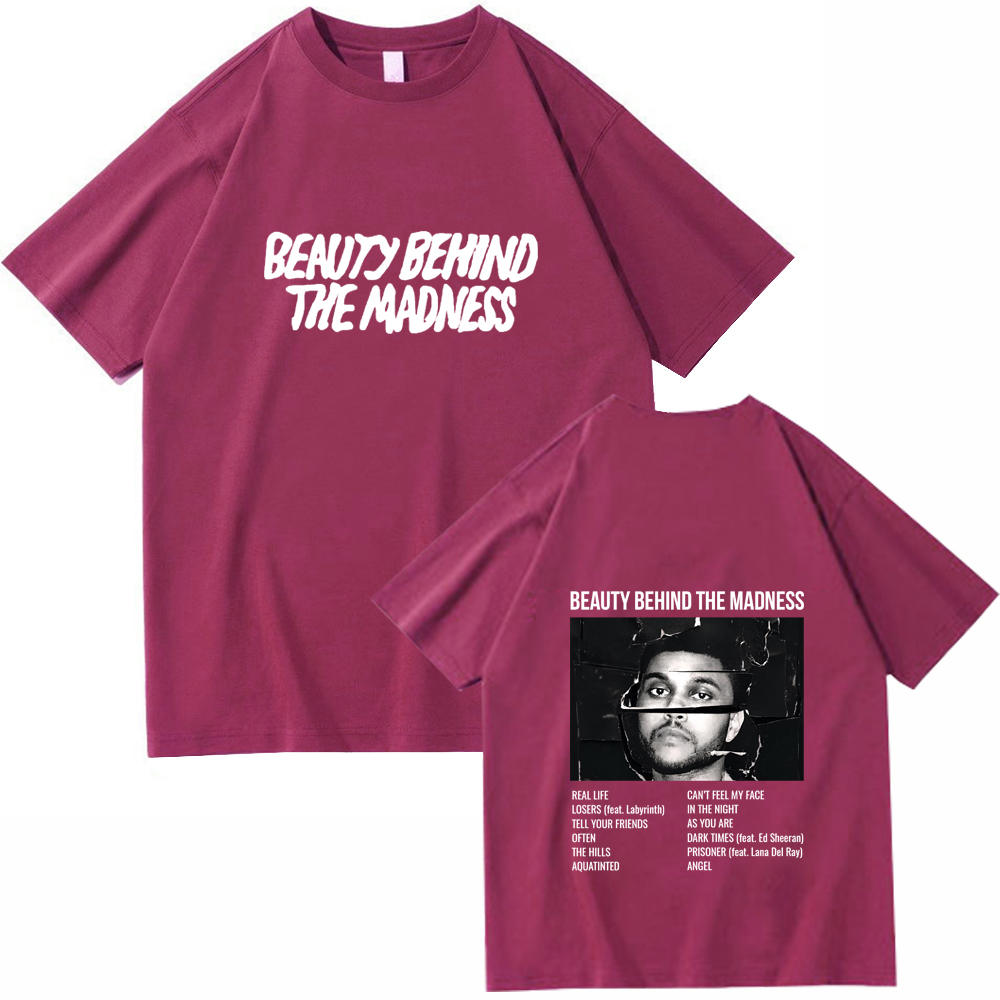 BEAUTY BEHIND
THE MADNESS
BEAUTY BEHIND THE MADNESS
REAL LIFE
LOSERS (feat. Labyrinth)
TELL YOUR FRIENDS
OFTEN
THE HILLS
AQUATINTED
CAN'T FEEL MY FACE
IN THE NIGHT
AS YOU ARE
DARK TIMES (feat. Ed Sheeran)
PRISONER (feat. Lana Del Ray)
ANGEL